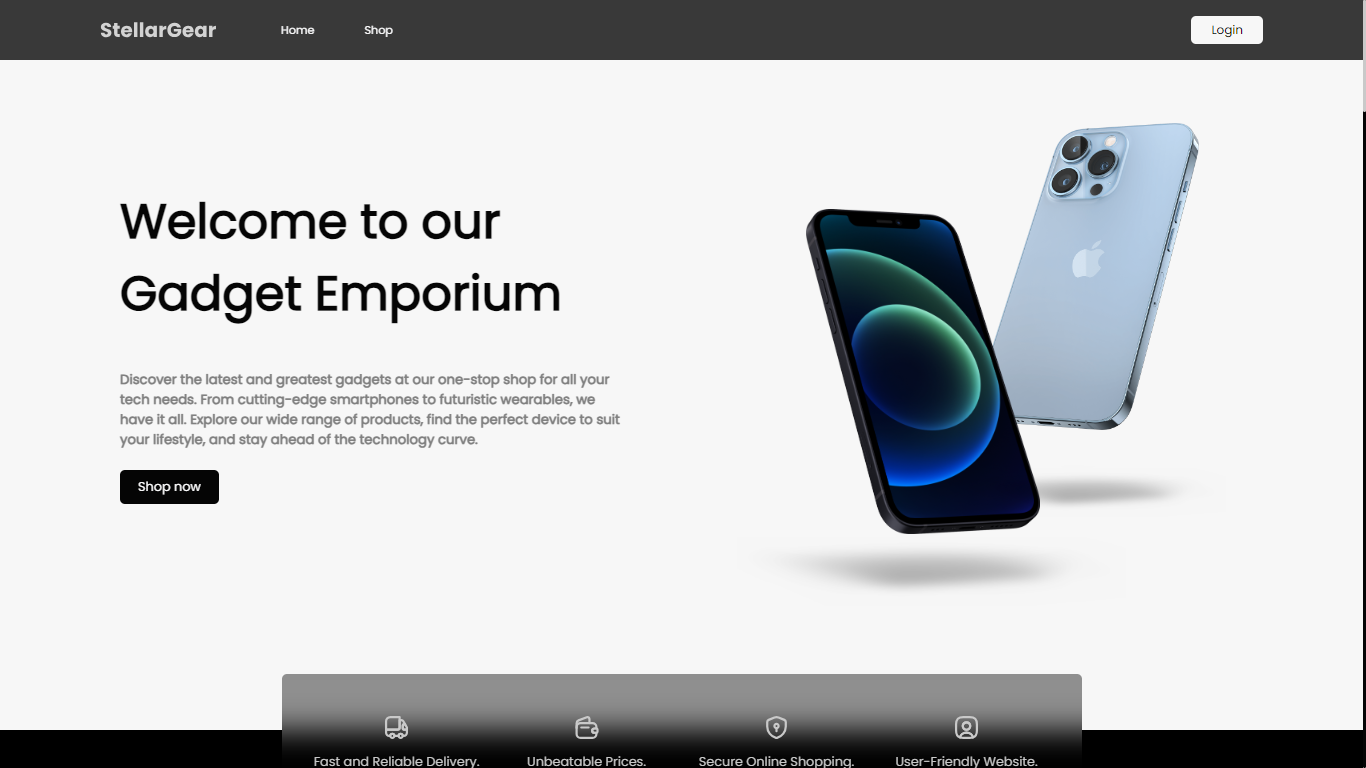 StellarGear
Home
Shop
Login
Welcome to our
Gadget Emporium
Discover the latest and greatest gadgets at our one-stop shop for all your
tech needs. From cutting-edge smartphones to futuristic wearables, we
have it all. Explore our wide range of products, find the perfect device to suit
your lifestyle, and stay ahead of the technology curve.
Shop now
Fast and Reliable Delivery.
Unbeatable Prices.
Secure Online Shopping.
User-Friendly Website.